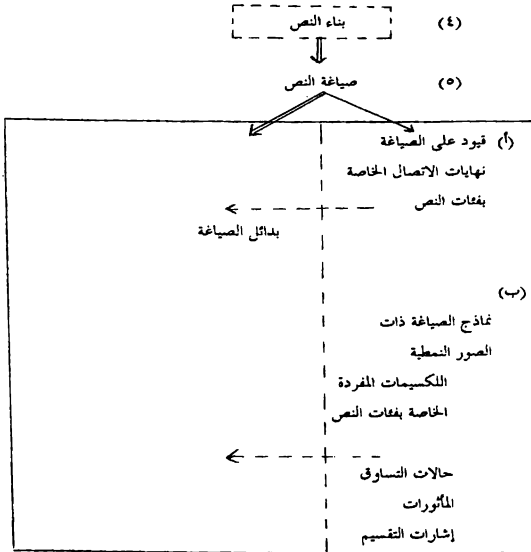 (٤) بناء النص
(٥) صياغة النص
(أ) قيود على الصياغة
نهايات الاتصال الخاصة
بفئات النص
بدائل الصياغة
(ب)
نماذج الصياغة ذات
الصور النمطية
اللكسيمات المفردة
الخاصة بفئات النص
حالات التساوق
المأثورات
إشارات التقسيم